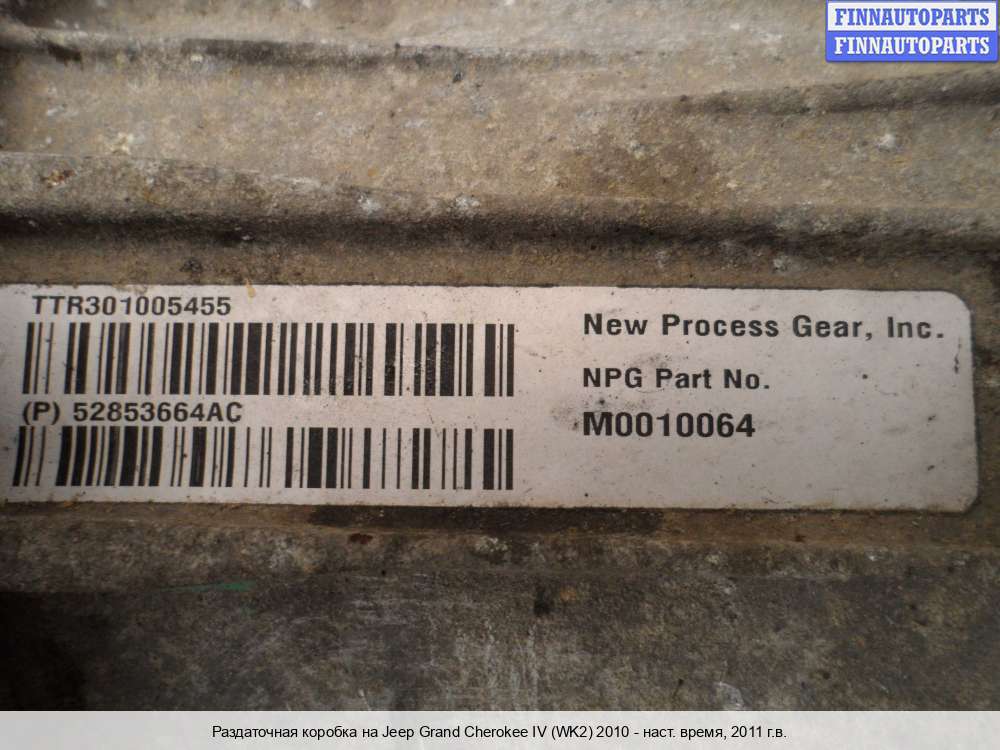 FINNAUTOPARTS
FINNAUTOPARTS
TTR301005455
(P) 52853664AC
New Process Gear, Inc.
NPG Part No.
M0010064
Раздаточная коробка на Jeep Grand Cherokee IV (WK2) 2010 - наст. время, 2011 г.в.